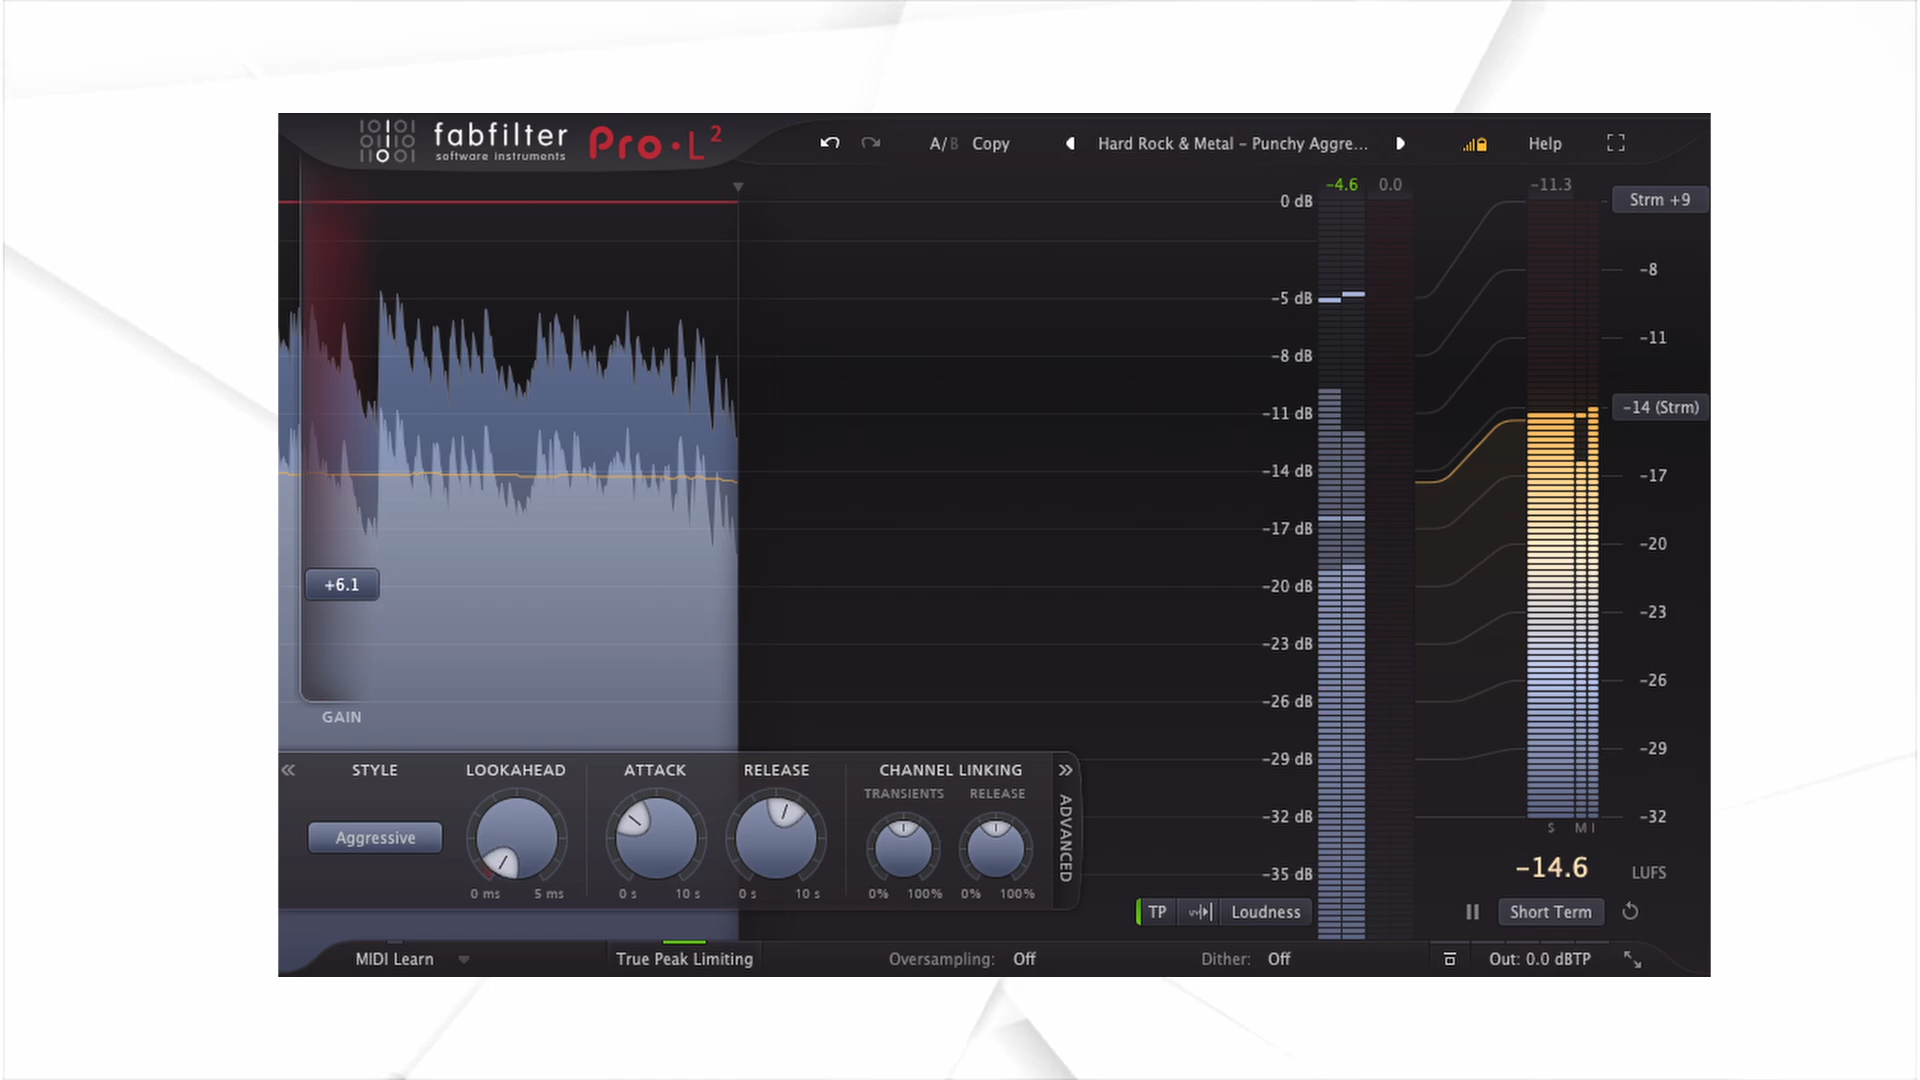 fabfilter
software instruments
Pro·L²
A/B Copy
Hard Rock & Metal – Punchy Aggre...
Help
-4.6 0.0
-11.3
0 dB
-5 dB
-8 dB
-11 dB
-14 dB
-17 dB
-20 dB
-23 dB
-26 dB
-29 dB
-32 dB
-35 dB
Strm +9
-8
-11
-14 (Strm)
-17
-20
-23
-26
-29
-32
S M I
-14.6 LUFS
+6.1
GAIN
STYLE
Aggressive
LOOKAHEAD
0 ms 5 ms
ATTACK
0 s 10 s
RELEASE
0 s 10 s
CHANNEL LINKING
TRANSIENTS RELEASE
0% 100% 0% 100%
ADVANCED
TP
Loudness
Short Term
MIDI Learn
True Peak Limiting
Oversampling: Off
Dither: Off
Out: 0.0 dBTP